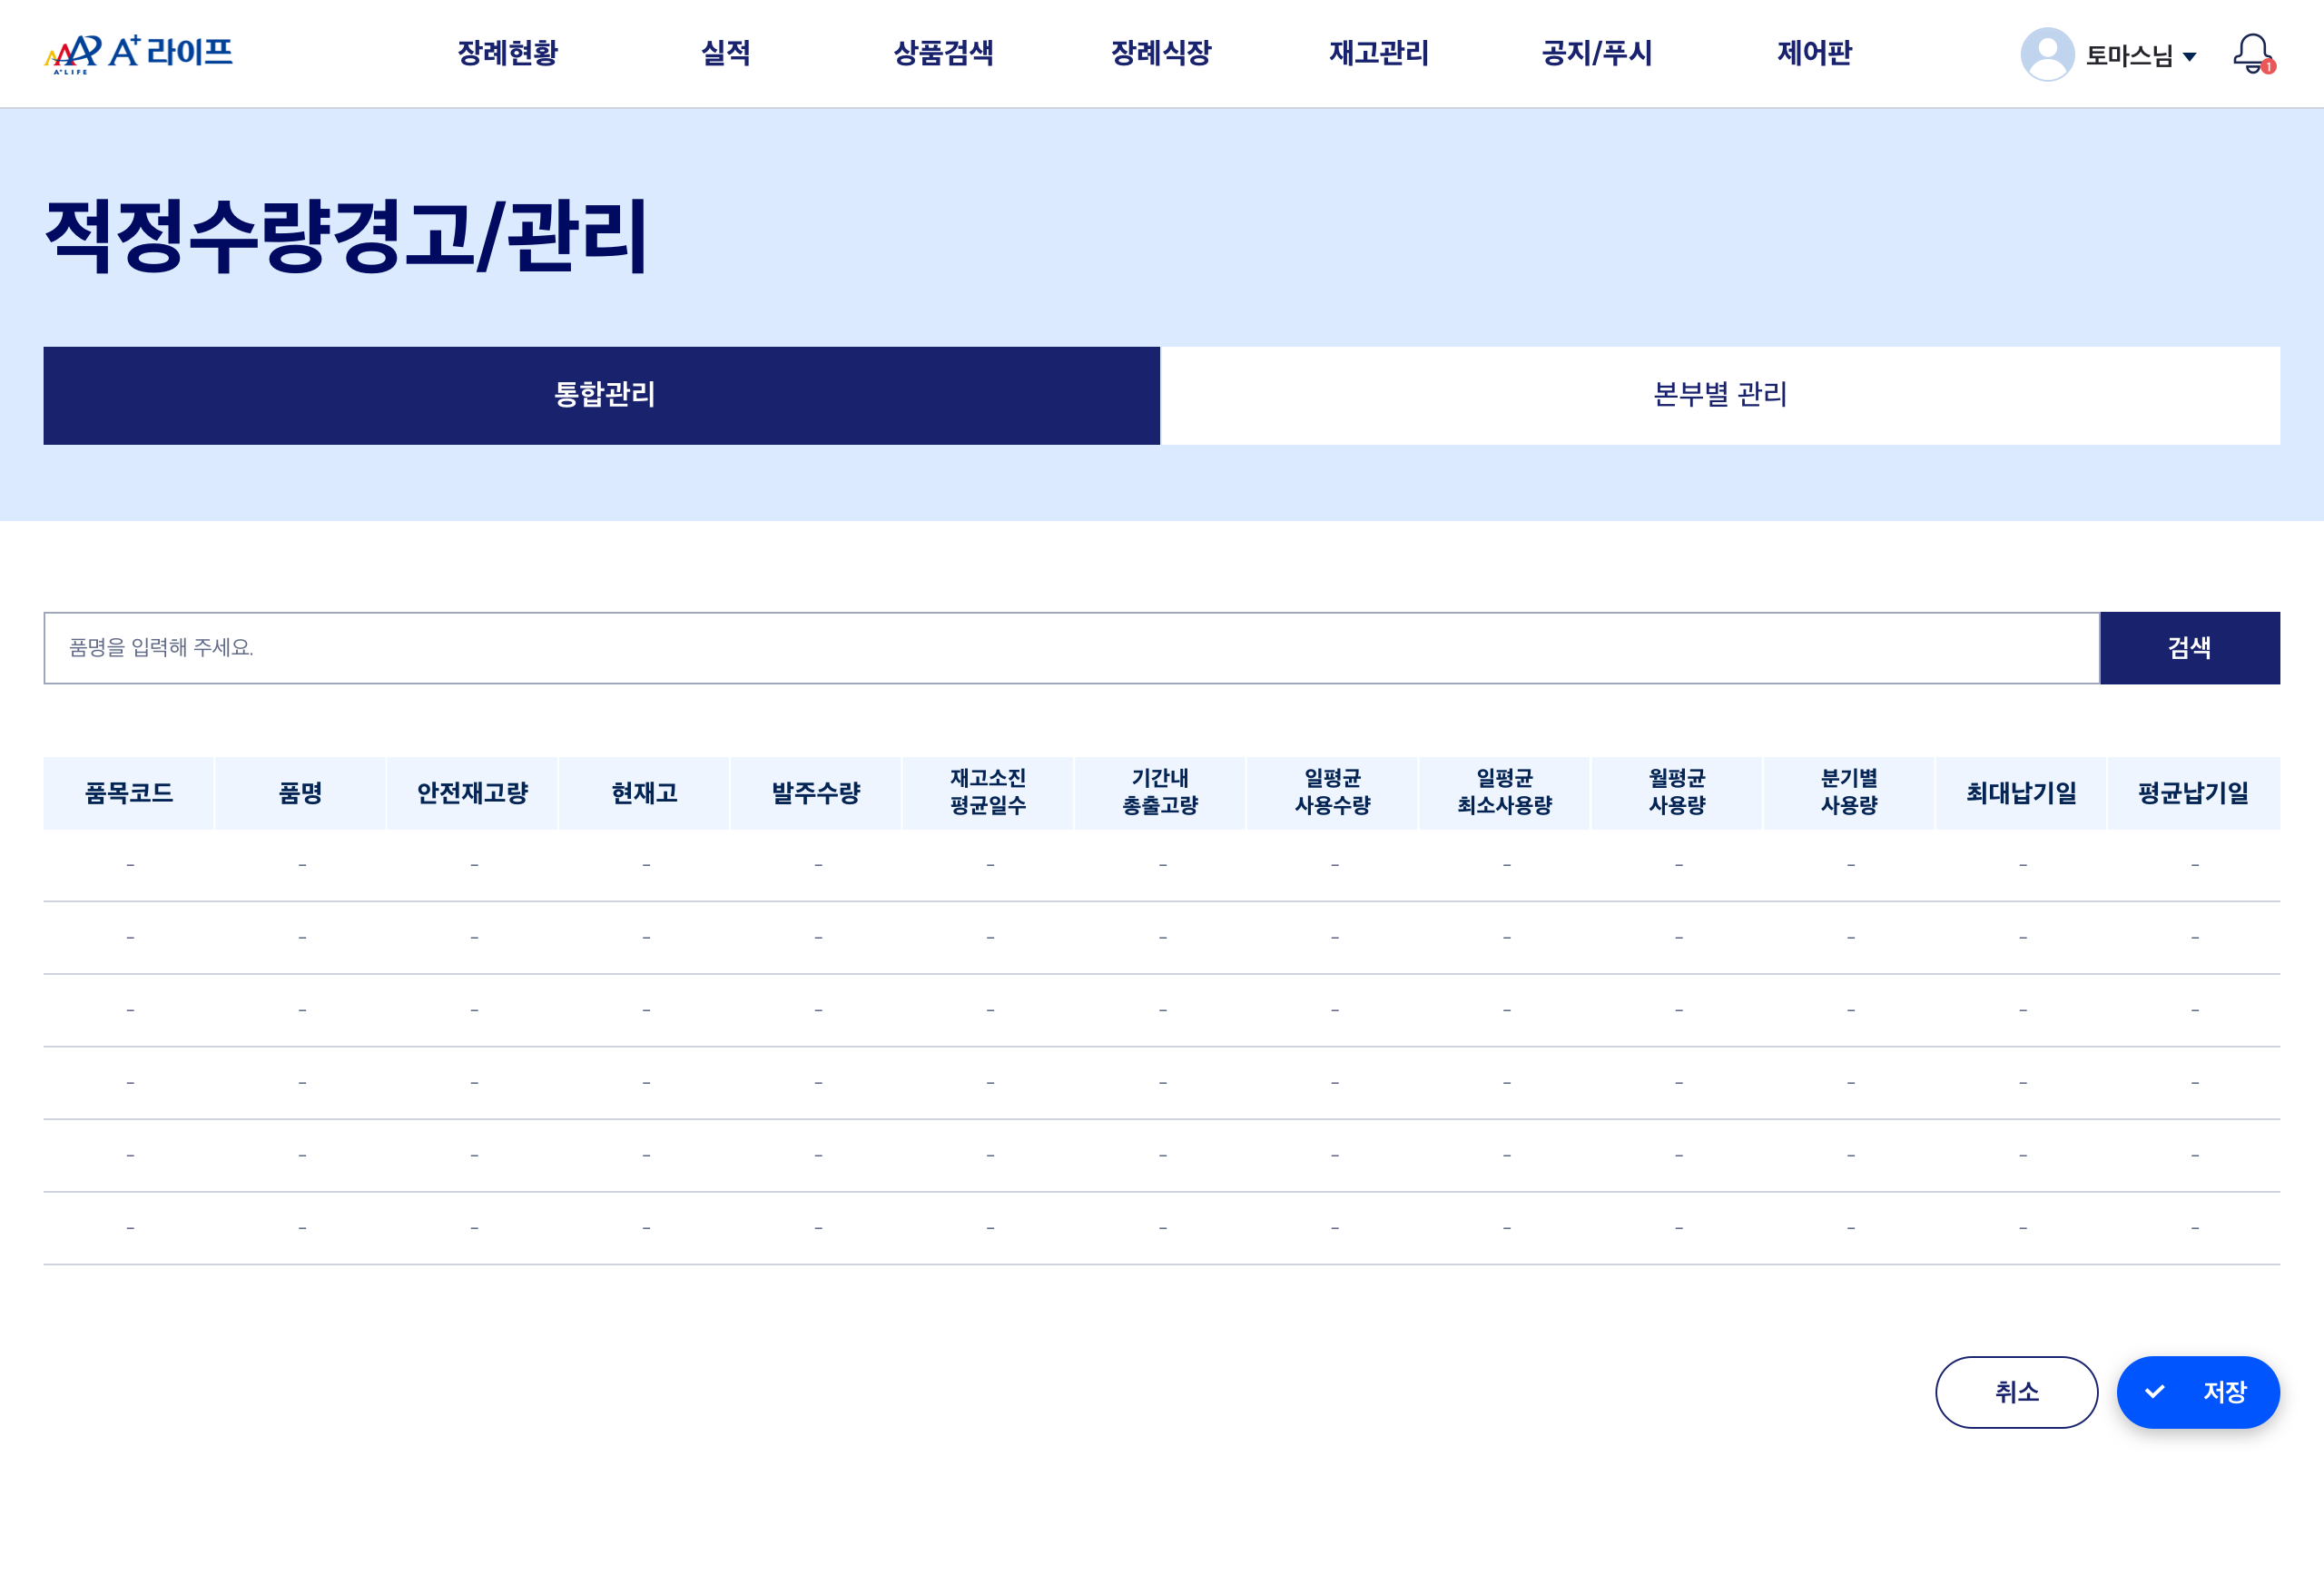 A+ LIFE
A+라이프
장례현황 실적 상품검색 장례식장 재고관리 공지/푸시 제어판 토마스님 1
적정수량경고/관리
통합관리 본부별 관리
품명을 입력해 주세요. 검색
품목코드 품명 안전재고량 현재고 발주수량 재고소진 평균일수 기간내 총출고량 일평균 사용수량 일평균 최소사용량 월평균 사용량 분기별 사용량 최대납기일 평균납기일
- - - - - - - - - - - - -
- - - - - - - - - - - - -
- - - - - - - - - - - - -
- - - - - - - - - - - - -
- - - - - - - - - - - - -
- - - - - - - - - - - - -
취소 저장